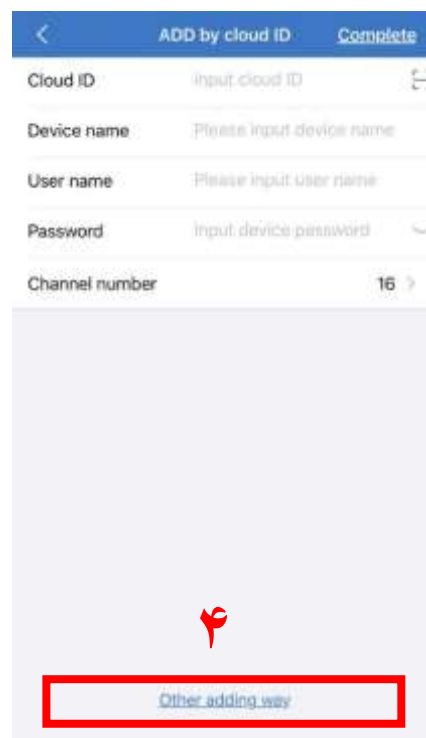 ADD by cloud ID Complete
Cloud ID input cloud ID
Device name Please input device name
User name Please input user name
Password input device password
Channel number 16 >
۴
Other adding way